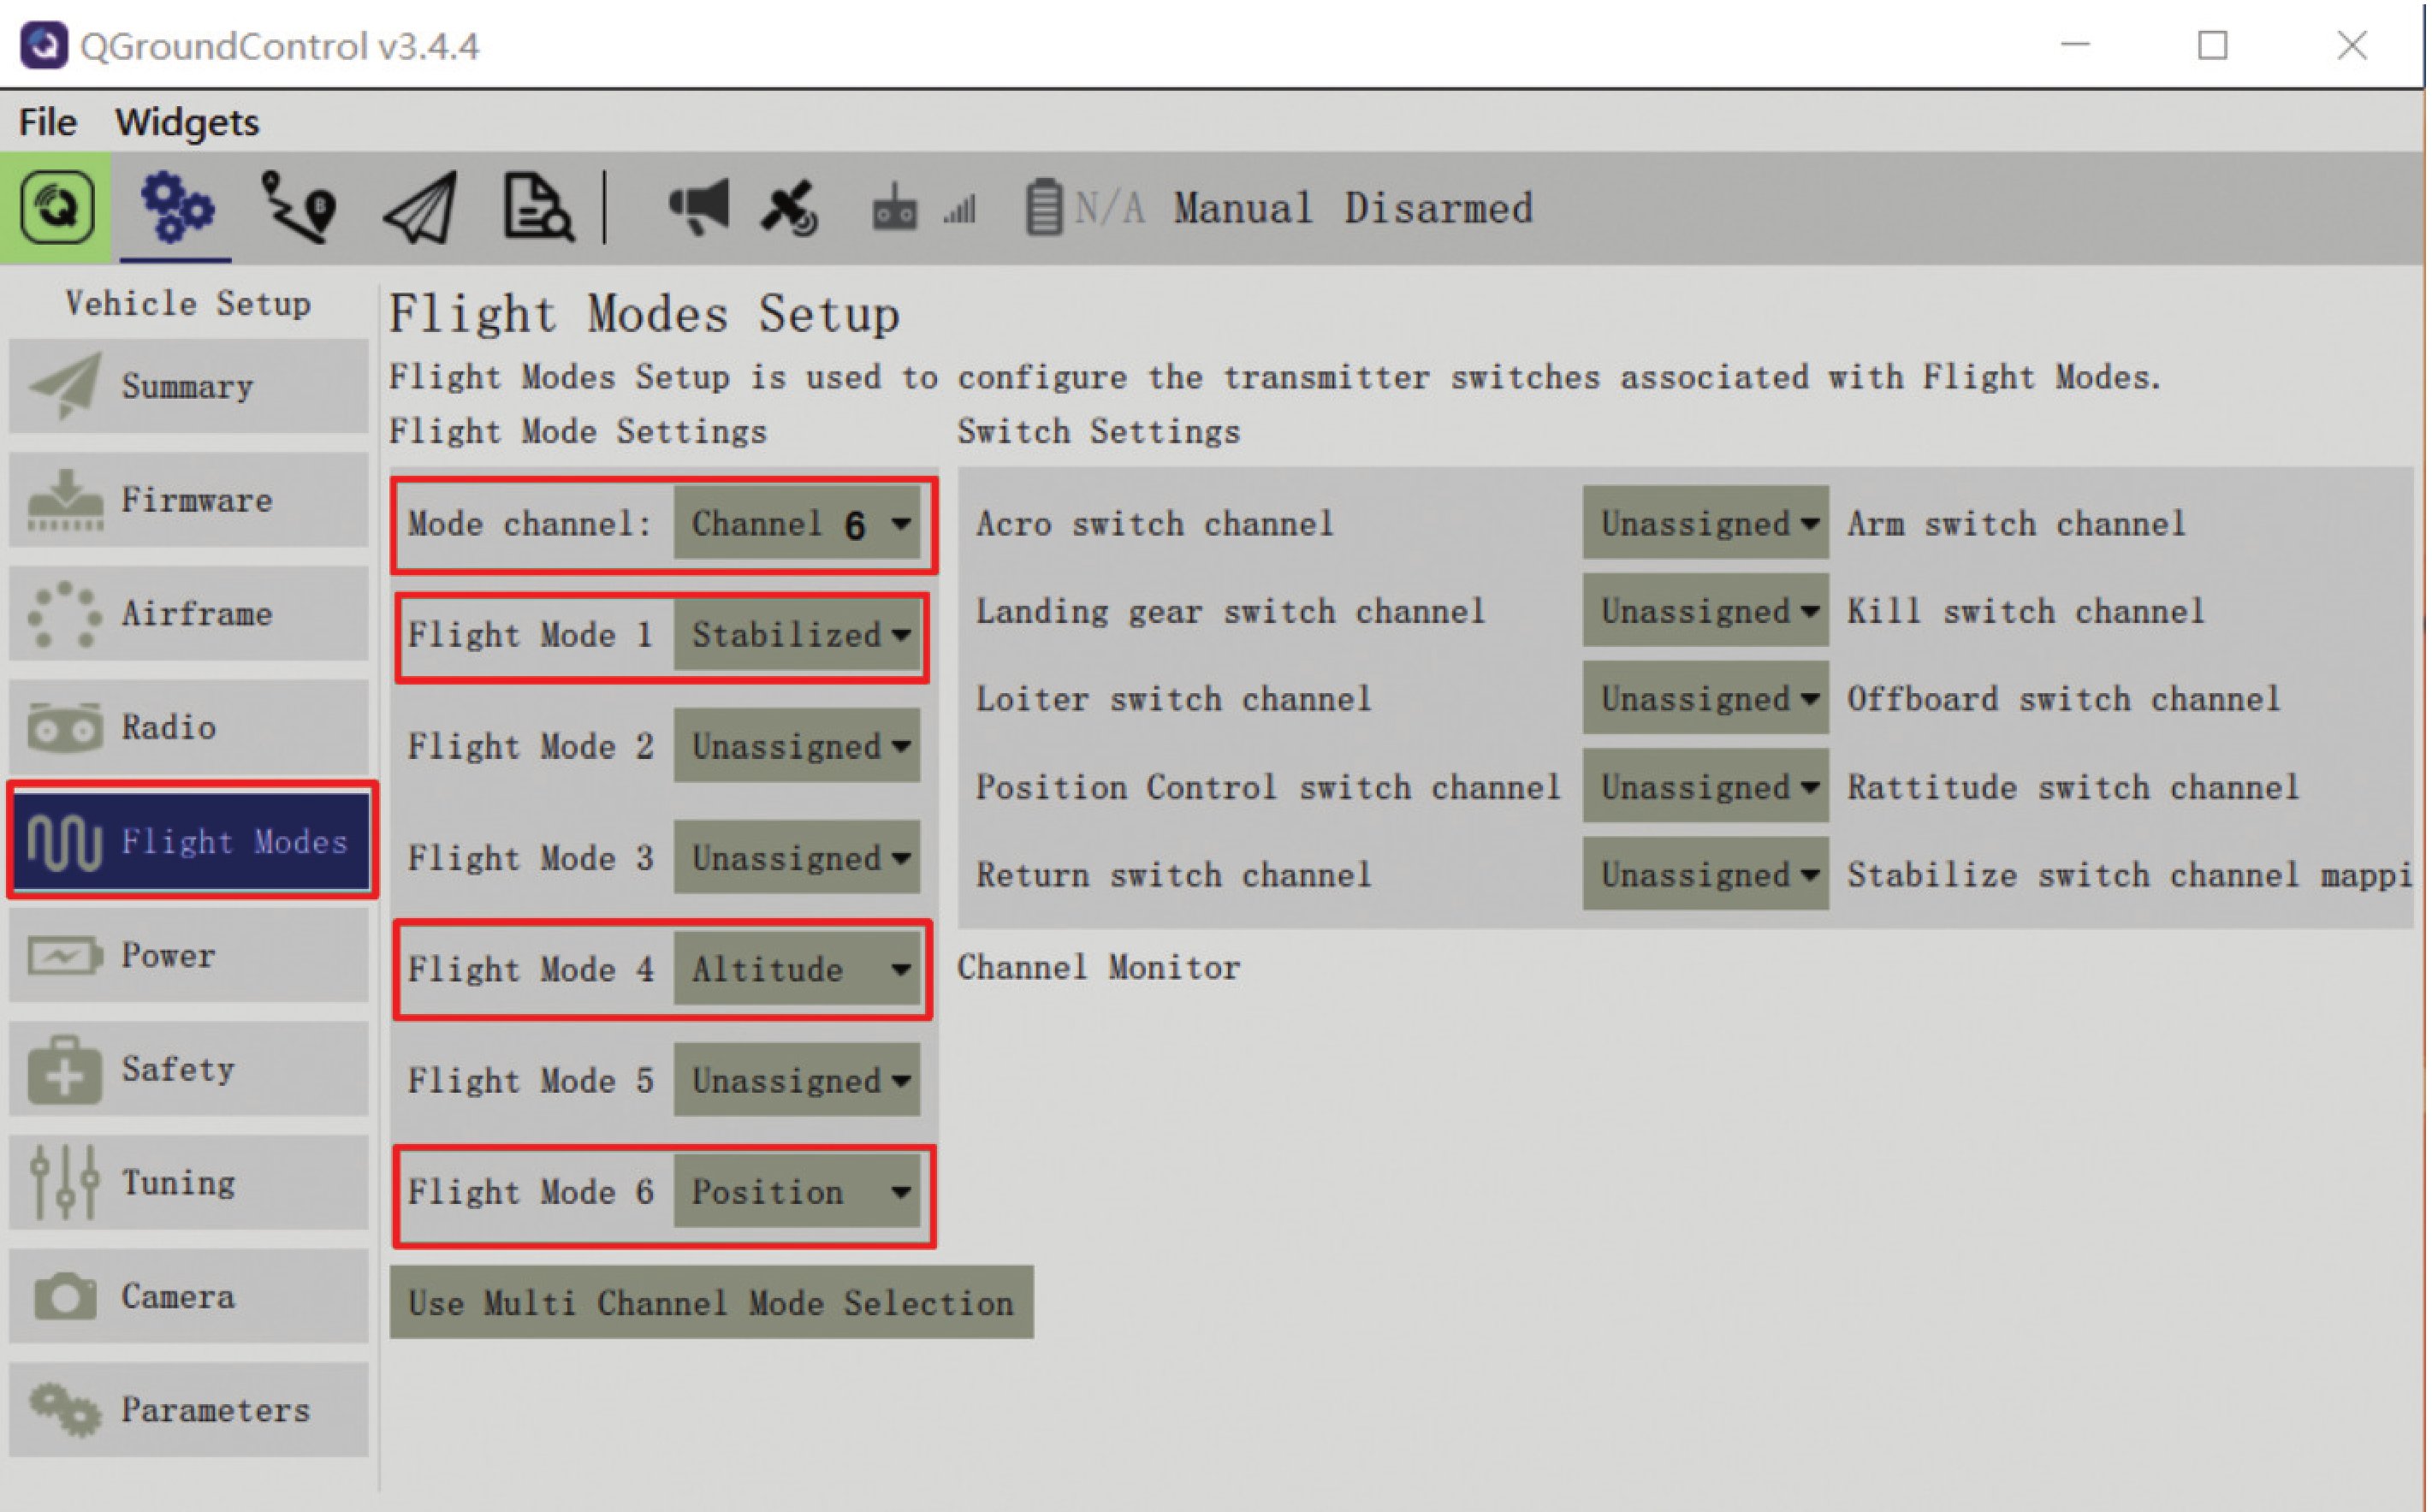 QGroundControl v3.4.4
File Widgets
N/A Manual Disarmed
Vehicle Setup
Summary
Firmware
Airframe
Radio
Flight Modes
Power
Safety
Tuning
Camera
Parameters
Flight Modes Setup
Flight Modes Setup is used to configure the transmitter switches associated with Flight Modes.
Flight Mode Settings
Mode channel: Channel 6
Flight Mode 1 Stabilized
Flight Mode 2 Unassigned
Flight Mode 3 Unassigned
Flight Mode 4 Altitude
Flight Mode 5 Unassigned
Flight Mode 6 Position
Use Multi Channel Mode Selection
Switch Settings
Acro switch channel Unassigned Arm switch channel
Landing gear switch channel Unassigned Kill switch channel
Loiter switch channel Unassigned Offboard switch channel
Position Control switch channel Unassigned Rattitude switch channel
Return switch channel Unassigned Stabilize switch channel mappi
Channel Monitor